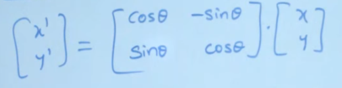 [x'] = [cosθ -sinθ] . [x]
[y'] [sinθ cosθ] [y]